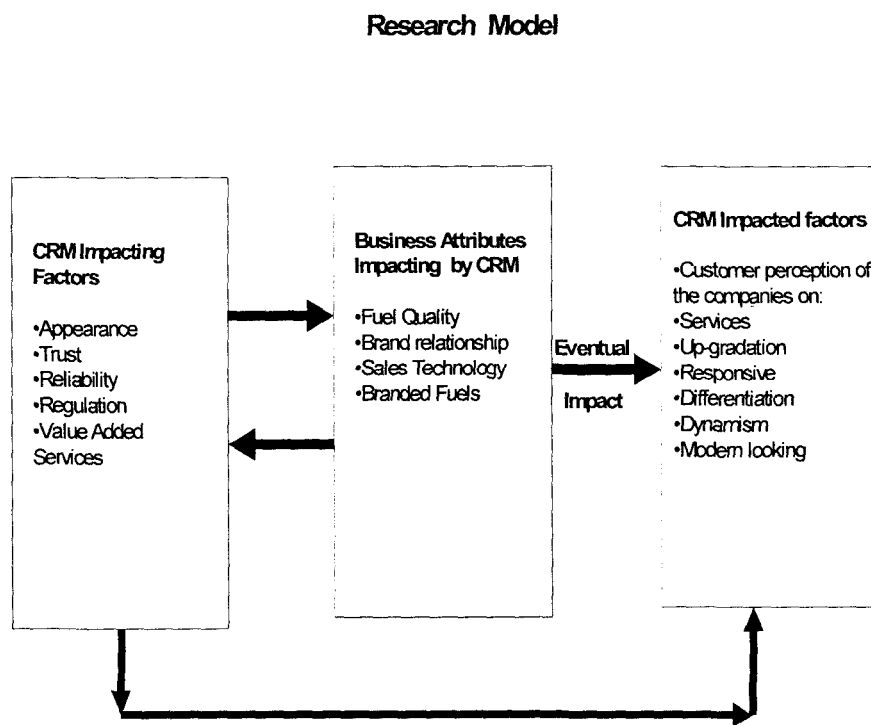 Research Model
CRM Impacting
Factors
•Appearance
•Trust
•Reliability
•Regulation
•Value Added
Services
Business Attributes
Impacting by CRM
•Fuel Quality
•Brand relationship
•Sales Technology
•Branded Fuels
Eventual
Impact
CRM Impacted factors
•Customer perception of
the companies on:
•Services
•Up-gradation
•Responsive
•Differentiation
•Dynamism
•Modern looking